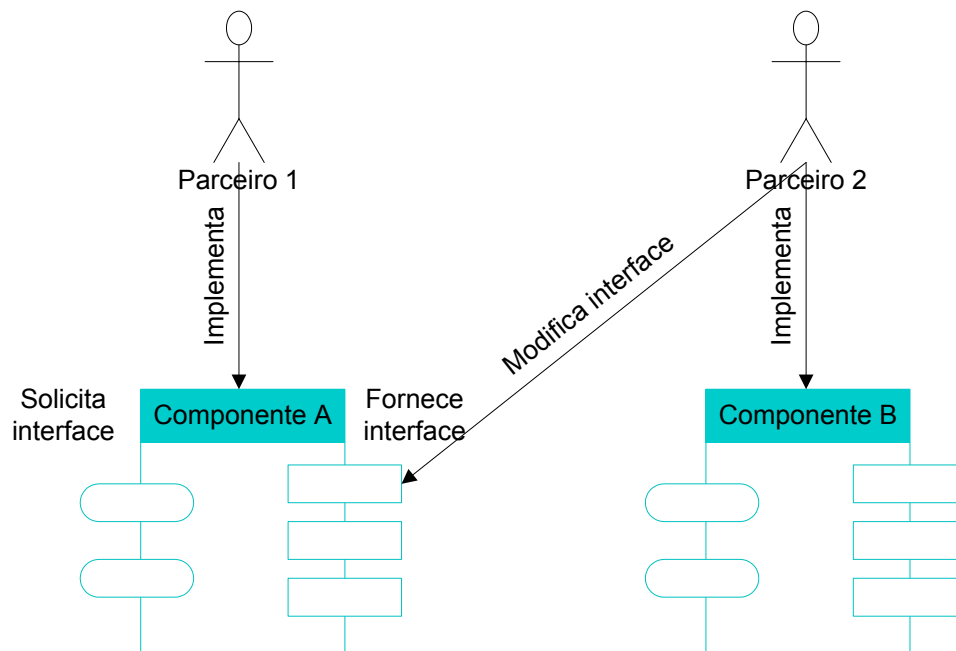 Parceiro 1
Parceiro 2
Implementa
Modifica interface
Implementa
Solicita
interface
Componente A
Fornece
interface
Componente B